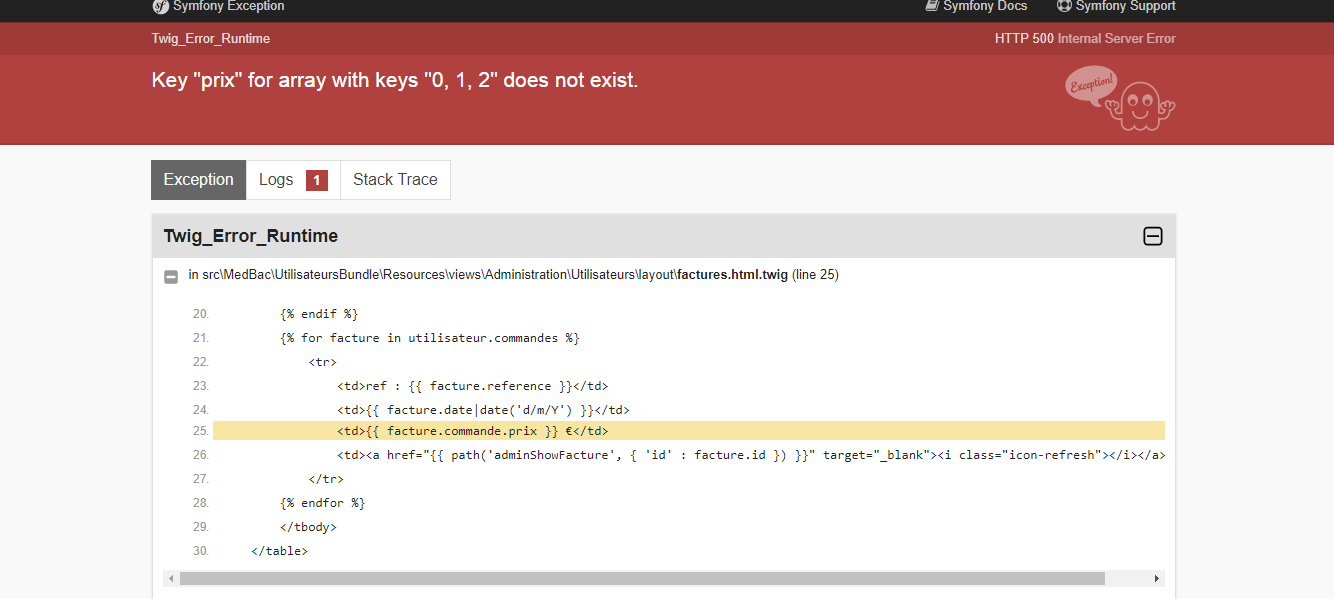 sf Symfony Exception
Symfony Docs
Symfony Support
Twig_Error_Runtime
HTTP 500 Internal Server Error
Key "prix" for array with keys "0, 1, 2" does not exist.
Exception!
Exception
Logs 1
Stack Trace
Twig_Error_Runtime
in src\MedBac\UtilisateursBundle\Resources\views\Administration\Utilisateurs\layout\factures.html.twig (line 25)
20. {% endif %}
21. {% for facture in utilisateur.commandes %}
22. <tr>
23. <td>ref : {{ facture.reference }}</td>
24. <td>{{ facture.date|date('d/m/Y') }}</td>
25. <td>{{ facture.commande.prix }} €</td>
26. <td><a href="{{ path('adminShowFacture', { 'id' : facture.id }) }}" target="_blank"><i class="icon-refresh"></i></a>
27. </tr>
28. {% endfor %}
29. </tbody>
30. </table>